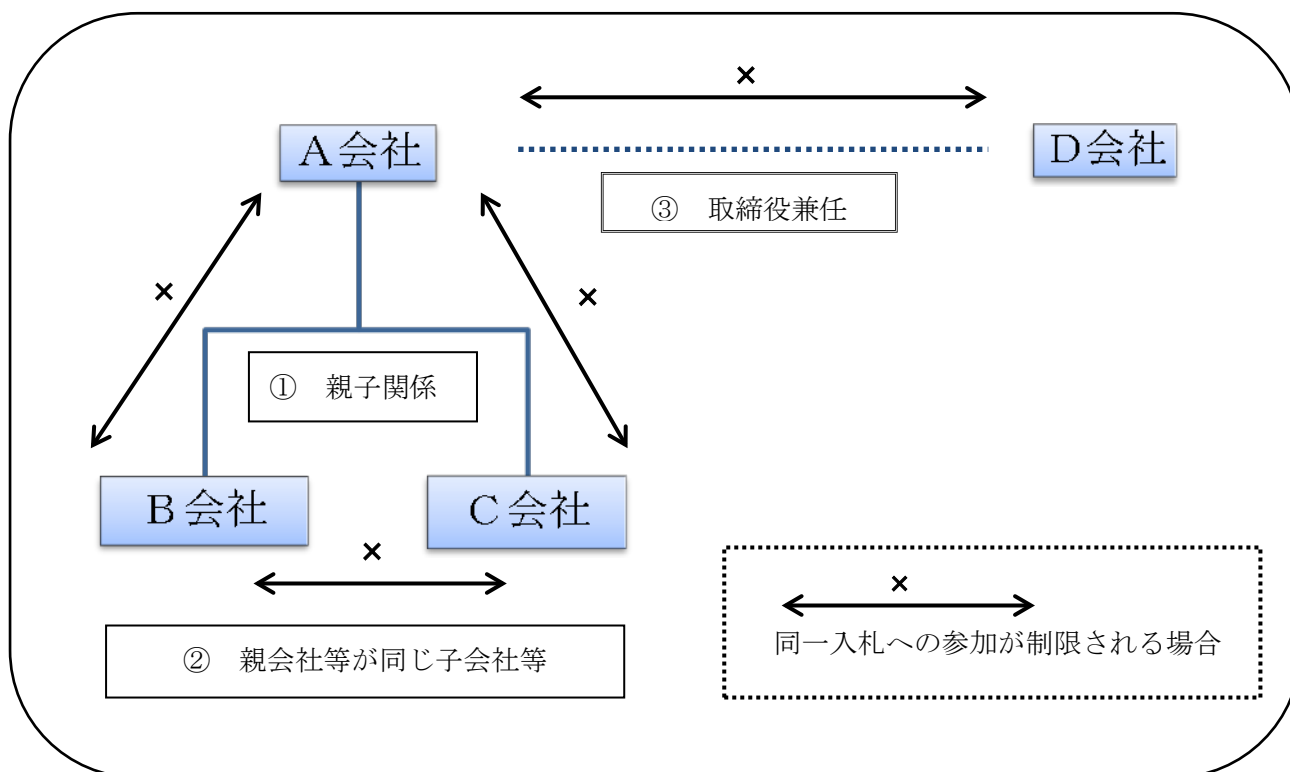 ×
A会社
D会社
③　取締役兼任
×
×
①　親子関係
B会社
C会社
×
②　親会社等が同じ子会社等
×
同一入札への参加が制限される場合